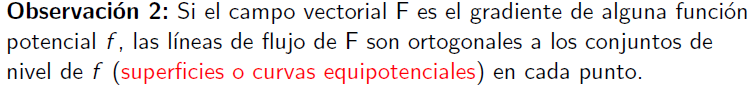 Observación 2: Si el campo vectorial F es el gradiente de alguna función
potencial f, las líneas de flujo de F son ortogonales a los conjuntos de
nivel de f (superficies o curvas equipotenciales) en cada punto.